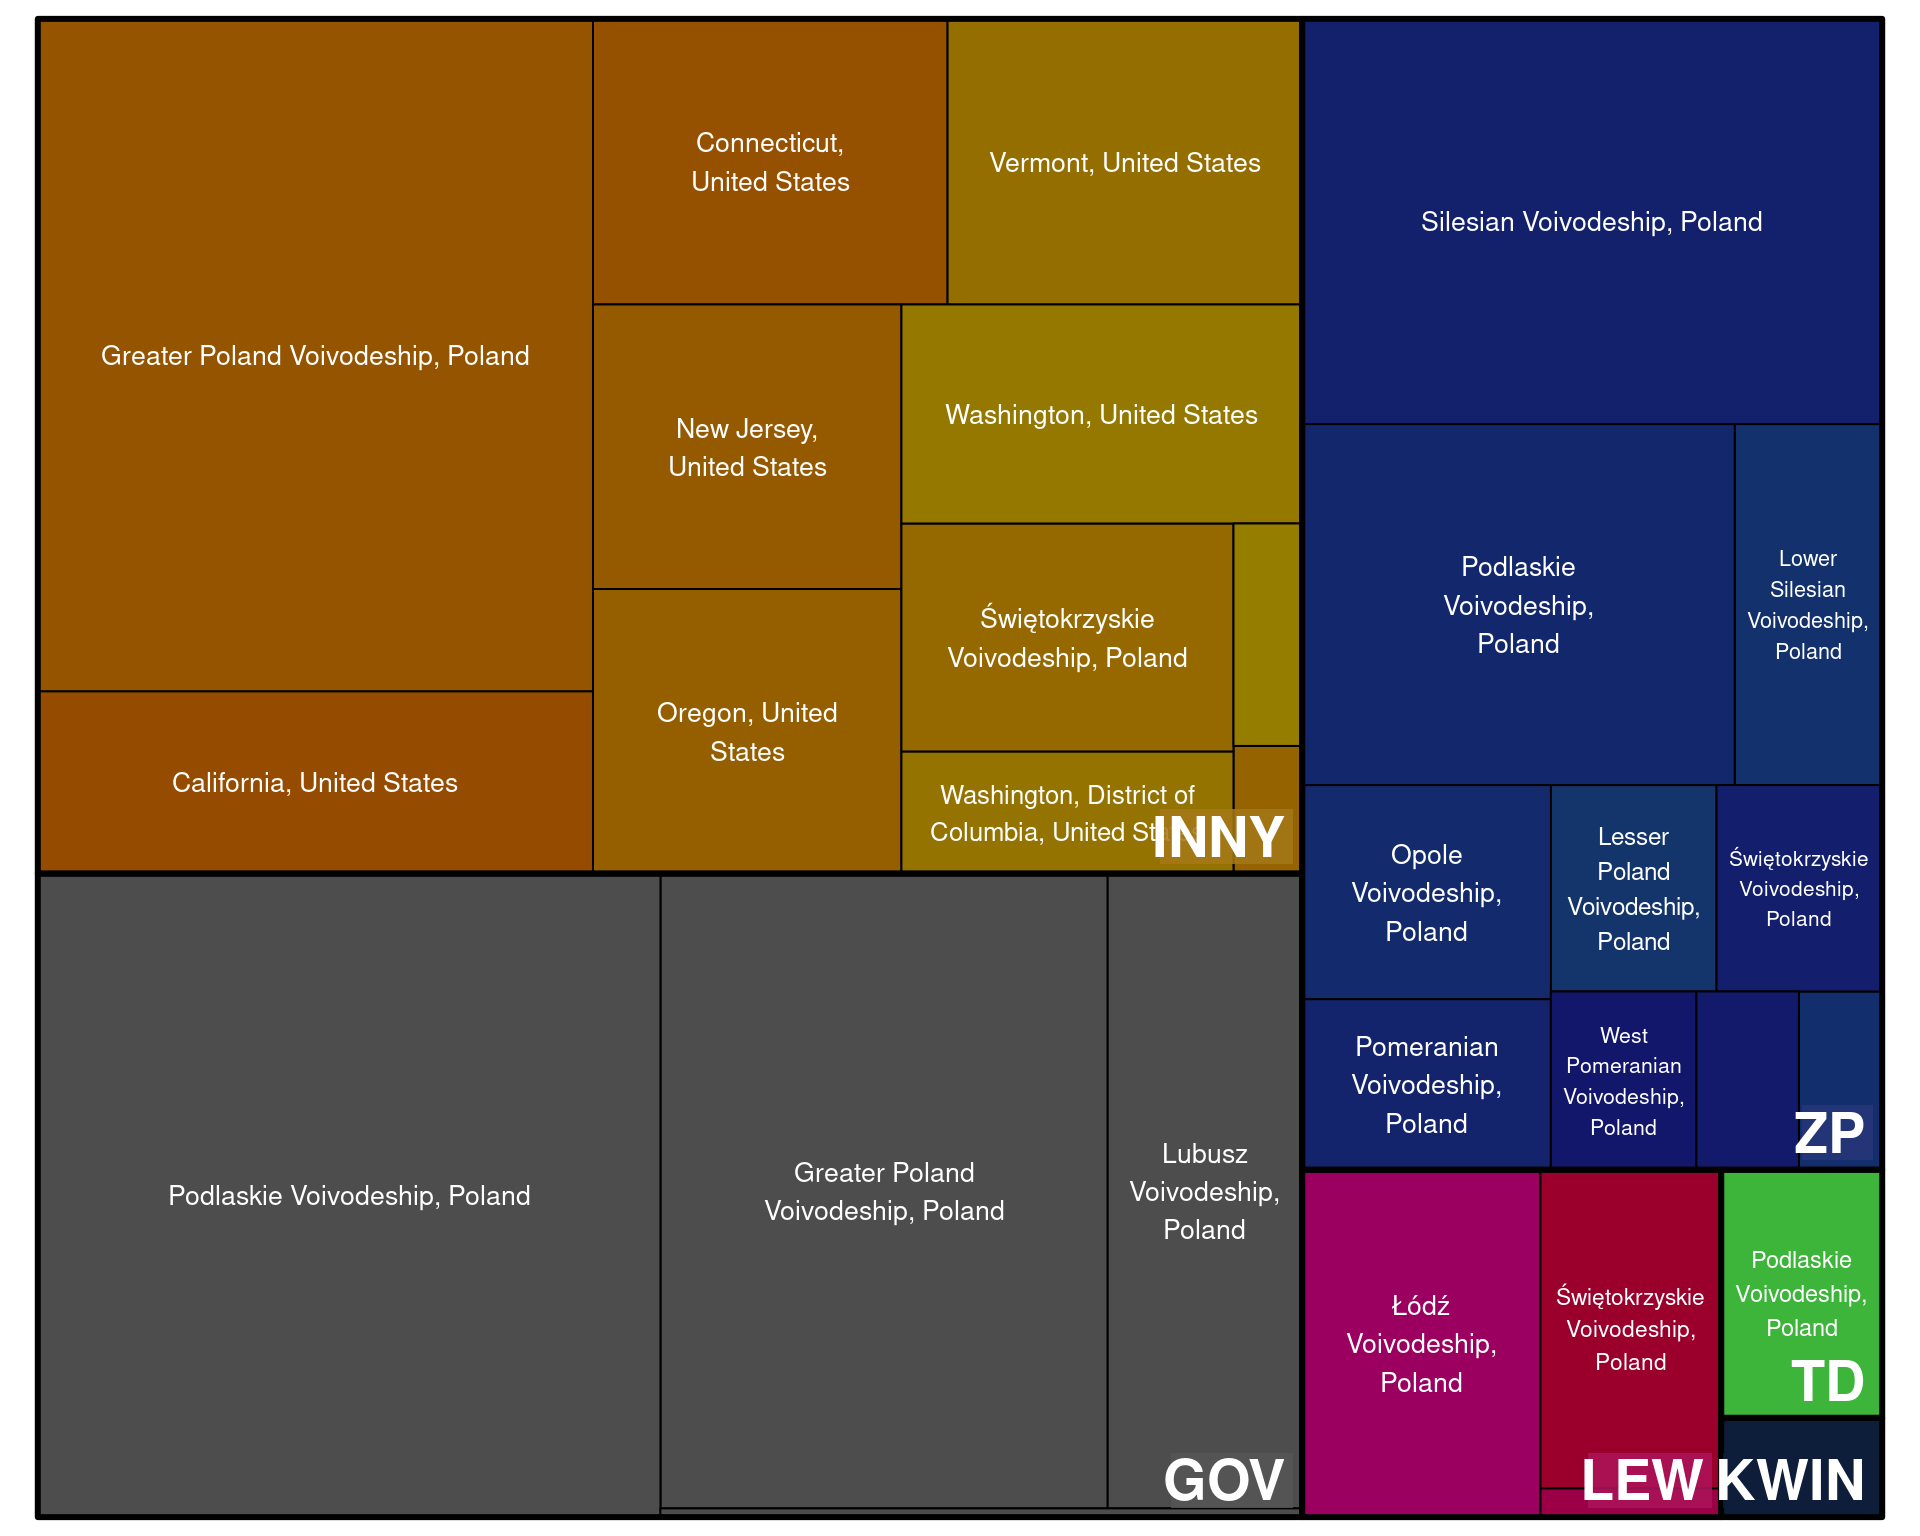 Greater Poland Voivodeship, Poland
California, United States
Connecticut,
United States
Vermont, United States
New Jersey,
United States
Washington, United States
Oregon, United
States
Świętokrzyskie
Voivodeship, Poland
Washington, District of
Columbia, United
INNY
Podlaskie Voivodeship, Poland
Greater Poland
Voivodeship, Poland
Lubusz
Voivodeship,
Poland
GOV
Silesian Voivodeship, Poland
Podlaskie
Voivodeship,
Poland
Lower
Silesian
Voivodeship,
Poland
Opole
Voivodeship,
Poland
Lesser
Poland
Voivodeship,
Poland
Świętokrzyskie
Voivodeship,
Poland
Pomeranian
Voivodeship,
Poland
West
Pomeranian
Voivodeship,
Poland
ZP
Łódź
Voivodeship,
Poland
Świętokrzyskie
Voivodeship,
Poland
LEW
Podlaskie
Voivodeship,
Poland
TD
KWIN